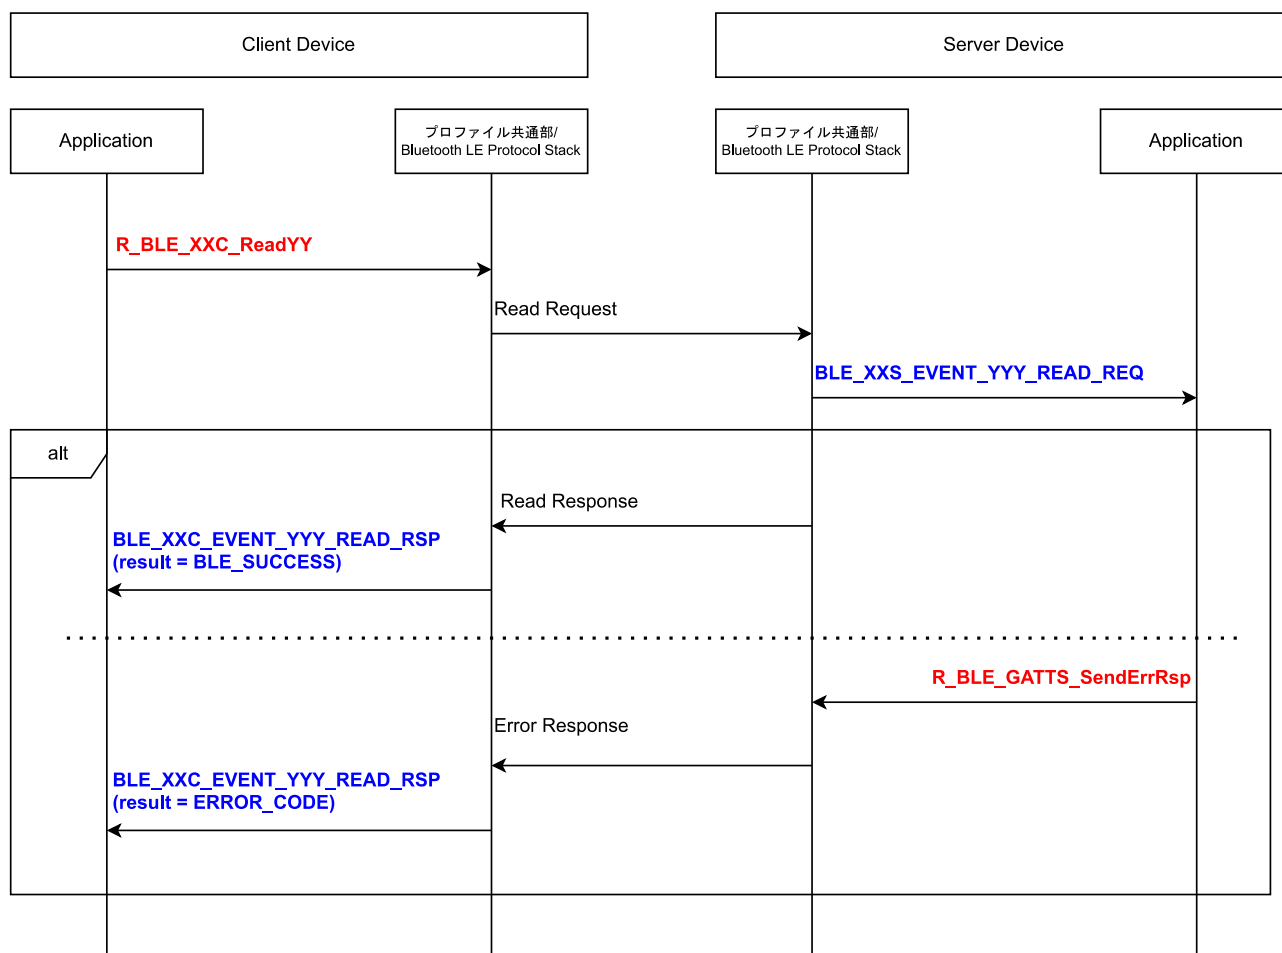 Client Device
Server Device
Application
プロファイル共通部/
Bluetooth LE Protocol Stack
プロファイル共通部/
Bluetooth LE Protocol Stack
Application
R_BLE_XXC_ReadYY
Read Request
BLE_XXS_EVENT_YYY_READ_REQ
alt
Read Response
BLE_XXC_EVENT_YYY_READ_RSP
(result = BLE_SUCCESS)
R_BLE_GATTS_SendErrRsp
Error Response
BLE_XXC_EVENT_YYY_READ_RSP
(result = ERROR_CODE)